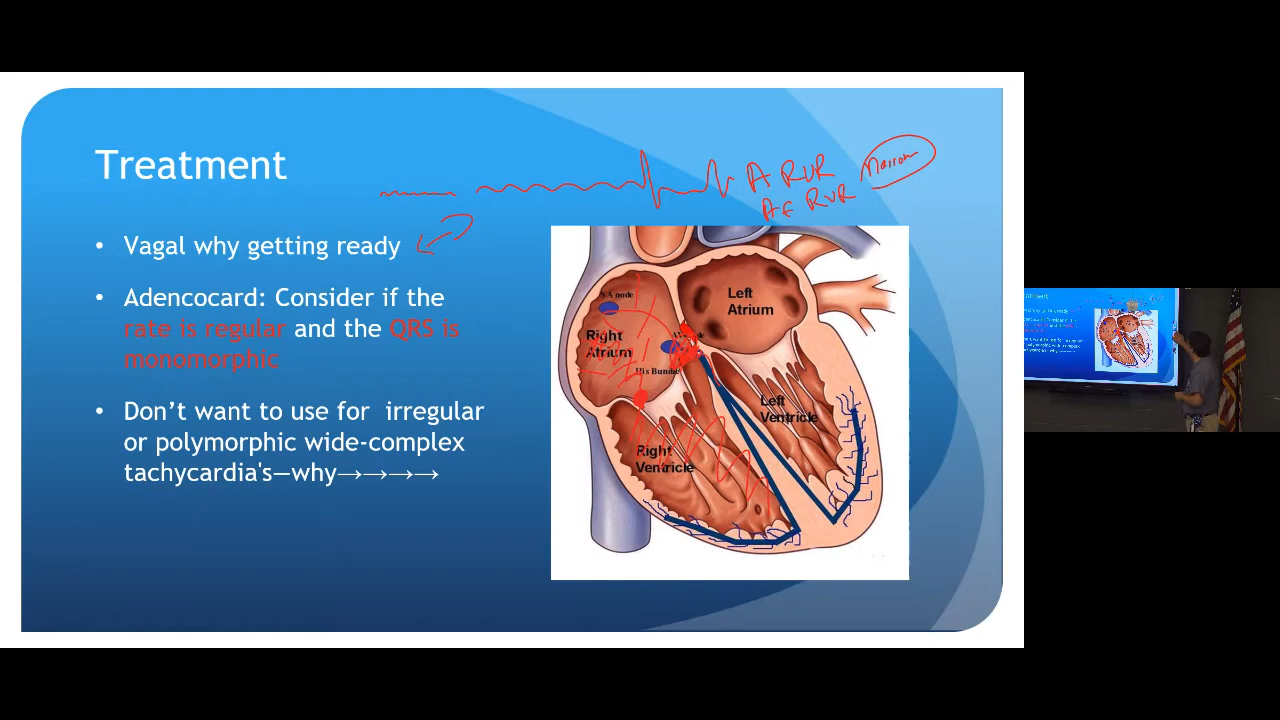 Treatment
A RVR
Narrow
AF RVR
• Vagal why getting ready
• Adencocard: Consider if the
rate is regular and the QRS is
monomorphic
• Don’t want to use for irregular
or polymorphic wide-complex
tachycardia's—why→→→→
SA node
Left
Atrium
Right
Atrium
His Bundle
Left
Ventricle
Right
Ventricle